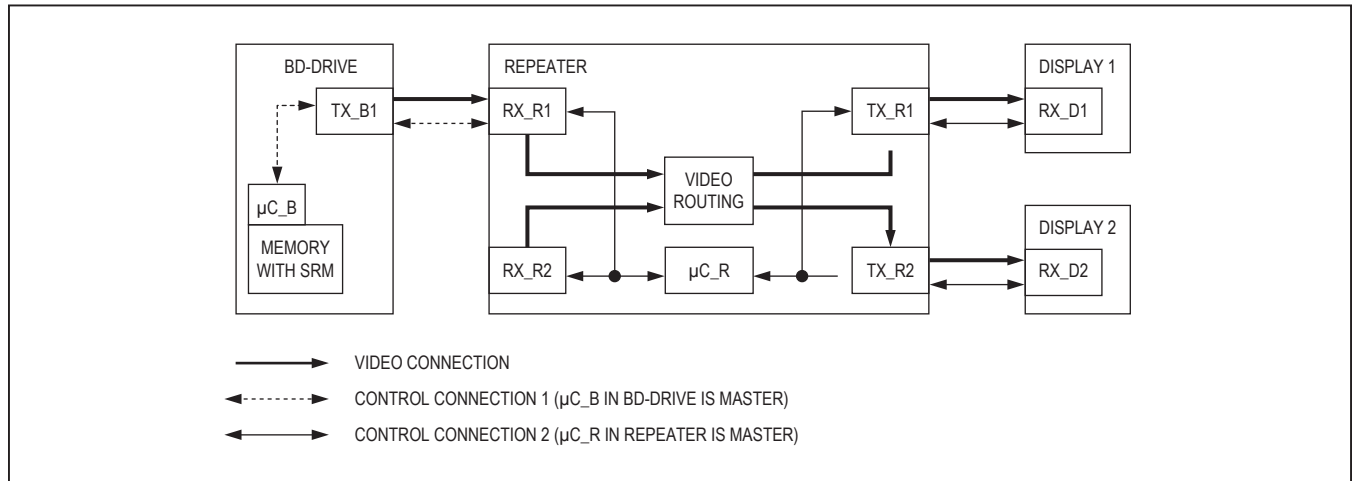 BD-DRIVE
TX_B1
µC_B
MEMORY
WITH SRM
REPEATER
RX_R1
RX_R2
VIDEO
ROUTING
µC_R
TX_R1
TX_R2
DISPLAY 1
RX_D1
DISPLAY 2
RX_D2
VIDEO CONNECTION
CONTROL CONNECTION 1 (µC_B IN BD-DRIVE IS MASTER)
CONTROL CONNECTION 2 (µC_R IN REPEATER IS MASTER)